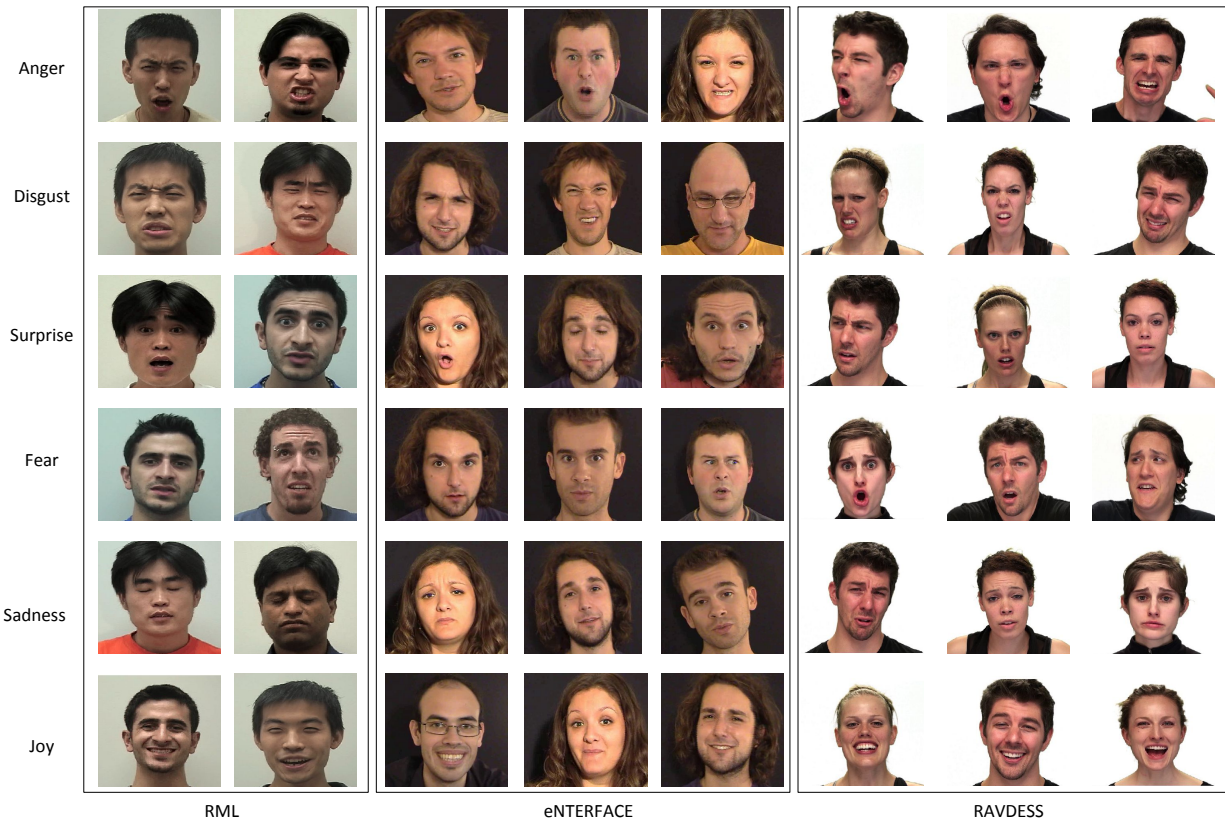 Anger
Disgust
Surprise
Fear
Sadness
Joy
RML eNTERFACE RAVDESS